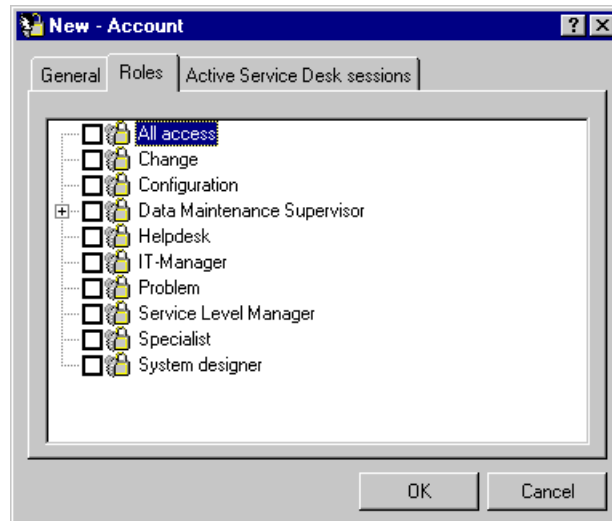 New - Account
General Roles Active Service Desk sessions
All access
Change
Configuration
Data Maintenance Supervisor
Helpdesk
IT-Manager
Problem
Service Level Manager
Specialist
System designer
OK Cancel